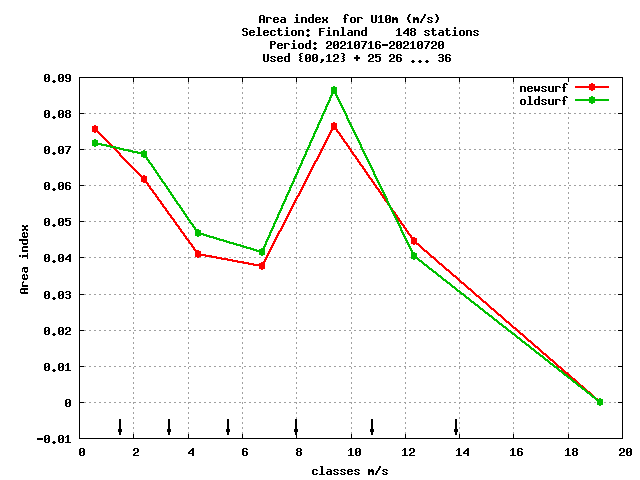 Area index  for U10m (m/s)
Selection: Finland    148 stations
Period: 20210716-20210720
Used {00,12} + 25 26 ... 36
newsurf
oldsurf
0.09
0.08
0.07
0.06
0.05
0.04
0.03
0.02
0.01
0
-0.01
Area index
0 2 4 6 8 10 12 14 16 18 20
classes m/s